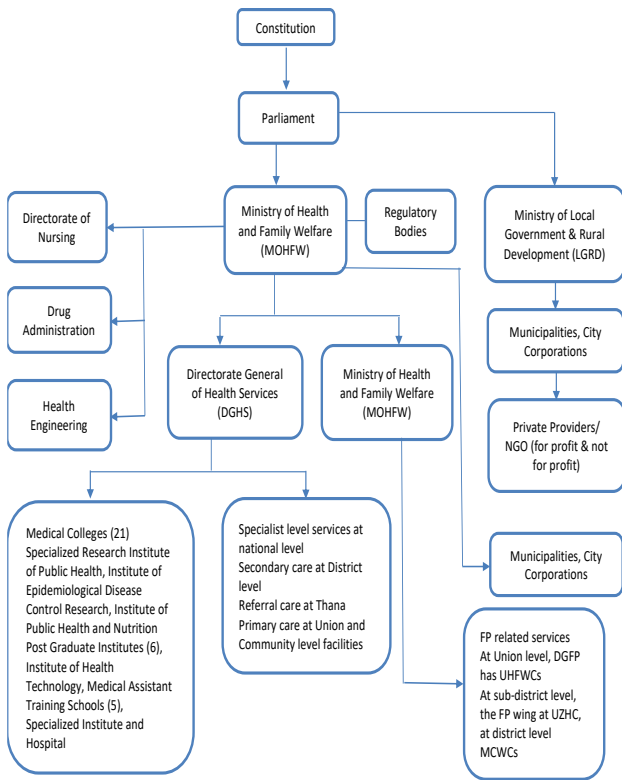 Constitution
Parliament
Directorate of
Nursing
Ministry of Health
and Family Welfare
(MOHFW)
Regulatory
Bodies
Ministry of Local
Government & Rural
Development (LGRD)
Drug
Administration
Municipalities, City
Corporations
Health
Engineering
Directorate General
of Health Services
(DGHS)
Ministry of Health
and Family Welfare
(MOHFW)
Private Providers/
NGO (for profit & not
for profit)
Medical Colleges (21)
Specialized Research Institute
of Public Health, Institute of
Epidemiological Disease
Control Research, Institute of
Public Health and Nutrition
Post Graduate Institutes (6),
Institute of Health
Technology, Medical Assistant
Training Schools (5),
Specialized Institute and
Hospital
Specialist level services at
national level
Secondary care at District
level
Referral care at Thana
Primary care at Union and
Community level facilities
Municipalities, City
Corporations
FP related services
At Union level, DGFP
has UHFWCs
At sub-district level,
the FP wing at UZHC,
at district level
MCWCs